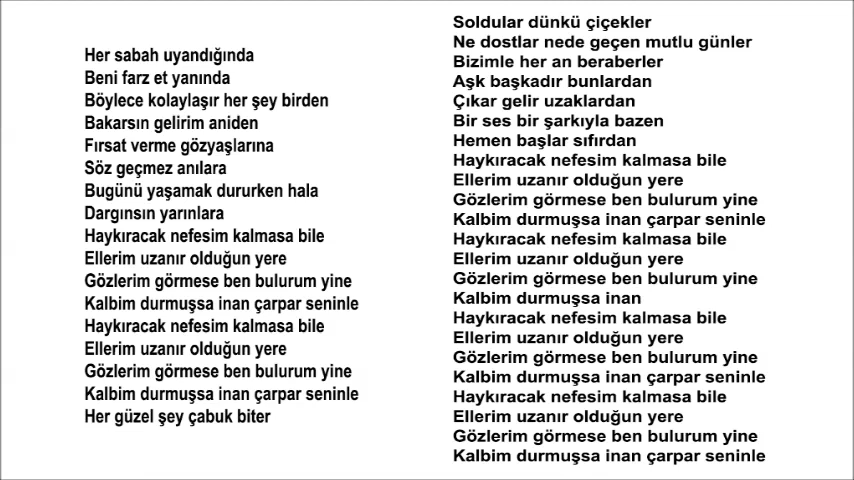 Her sabah uyandığında
Beni farz et yanında
Böylece kolaylaşır her şey birden
Bakarsın gelirim aniden
Fırsat verme gözyaşlarına
Söz geçmez anılara
Bugünü yaşamak dururken hala
Dargınsın yarınlara
Haykıracak nefesim kalmasa bile
Ellerim uzanır olduğun yere
Gözlerim görmese ben bulurum yine
Kalbim durmuşsa inan çarpar seninle
Haykıracak nefesim kalmasa bile
Ellerim uzanır olduğun yere
Gözlerim görmese ben bulurum yine
Kalbim durmuşsa inan çarpar seninle
Her güzel şey çabuk biter
Soldular dünkü çiçekler
Ne dostlar nede geçen mutlu günler
Bizimle her an beraberler
Aşk başkadır bunlardan
Çıkar gelir uzaklardan
Bir ses bir şarkıyla bazen
Hemen başlar sıfırdan
Haykıracak nefesim kalmasa bile
Ellerim uzanır olduğun yere
Gözlerim görmese ben bulurum yine
Kalbim durmuşsa inan çarpar seninle
Haykıracak nefesim kalmasa bile
Ellerim uzanır olduğun yere
Gözlerim görmese ben bulurum yine
Kalbim durmuşsa inan
Haykıracak nefesim kalmasa bile
Ellerim uzanır olduğun yere
Gözlerim görmese ben bulurum yine
Kalbim durmuşsa inan çarpar seninle
Haykıracak nefesim kalmasa bile
Ellerim uzanır olduğun yere
Gözlerim görmese ben bulurum yine
Kalbim durmuşsa inan çarpar seninle